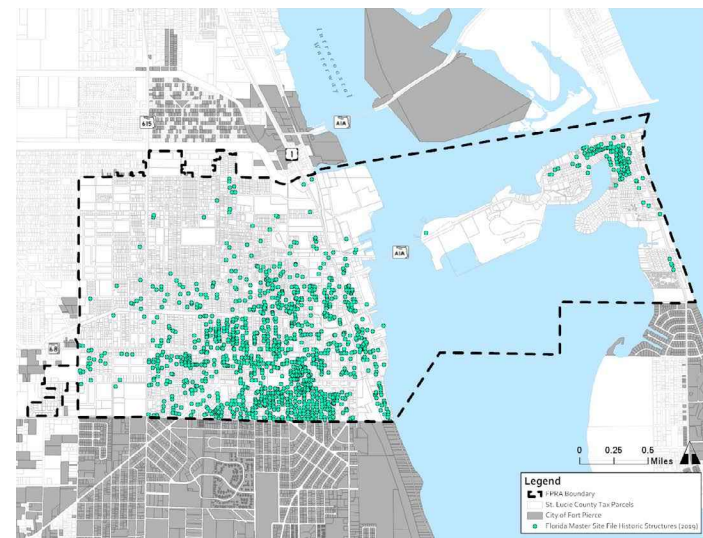 Intracoastal
Waterway
615
A1A
1
A1A
68
0 0.25 0.5
Miles
Legend
FPRA Boundary
St. Lucie County Tax Parcels
City of Fort Pierce
Florida Master Site File Historic Structures (2019)